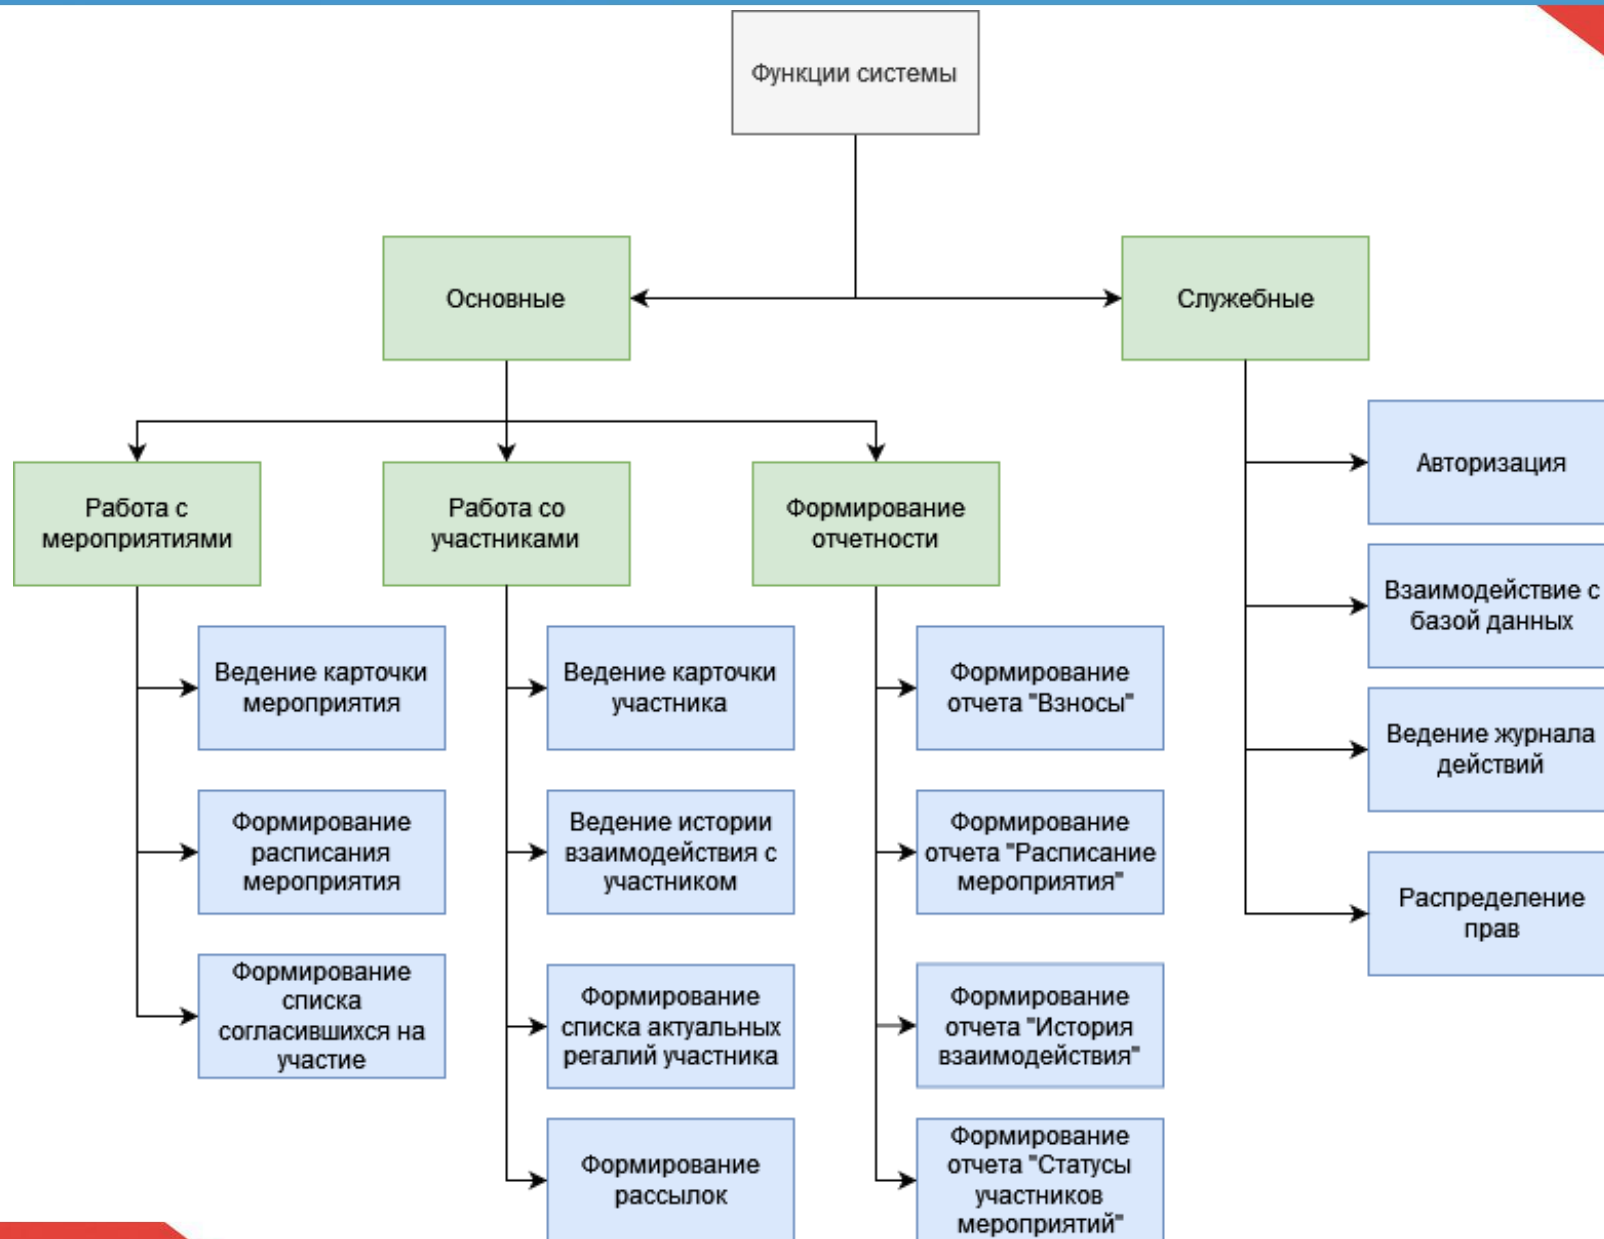 Функции системы
Основные
Служебные
Работа с
мероприятиями
Ведение карточки
мероприятия
Формирование
расписания
мероприятия
Формирование
списка
согласившихся на
участие
Работа со
участниками
Ведение карточки
участника
Ведение истории
взаимодействия с
участником
Формирование
списка актуальных
регалий участника
Формирование
рассылок
Формирование
отчетности
Формирование
отчета "Взносы"
Формирование
отчета "Расписание
мероприятия"
Формирование
отчета "История
взаимодействия"
Формирование
отчета "Статусы
участников
мероприятий"
Авторизация
Взаимодействие с
базой данных
Ведение журнала
действий
Распределение
прав